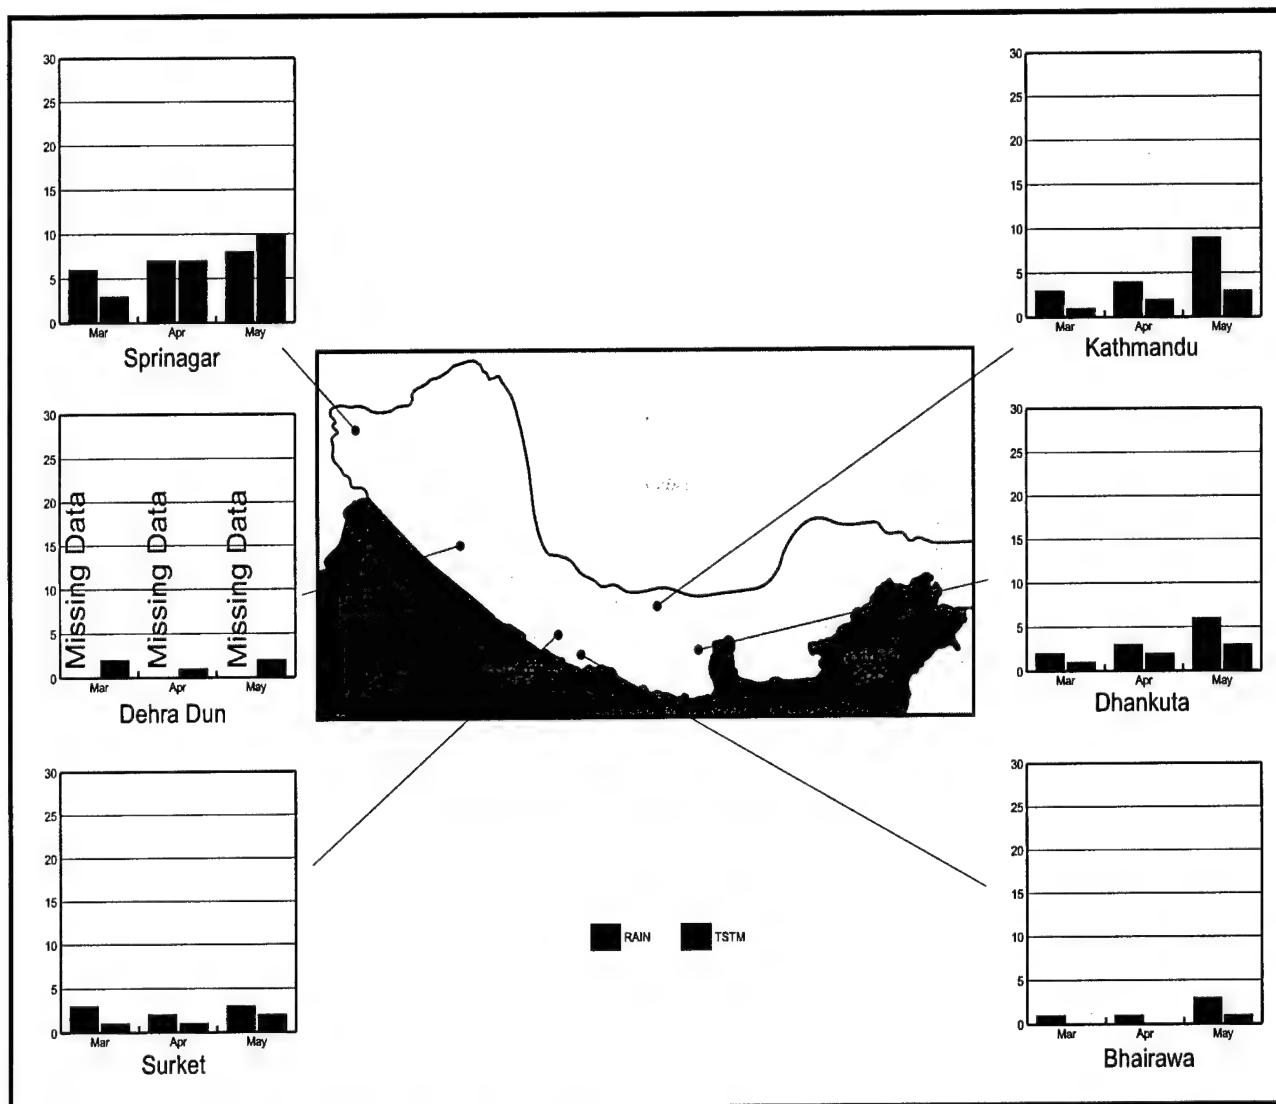 30
25
20
15
10
5
0
Mar Apr May
Sprinagar
30
25
20
15
10
5
0
Mar Apr May
Kathmandu
30
25
20
15
10
5
0
Missing Data
Missing Data
Missing Data
Mar Apr May
Dehra Dun
30
25
20
15
10
5
0
Mar Apr May
Dhankuta
30
25
20
15
10
5
0
Mar Apr May
Surket
RAIN TSTM
30
25
20
15
10
5
0
Mar Apr May
Bhairawa